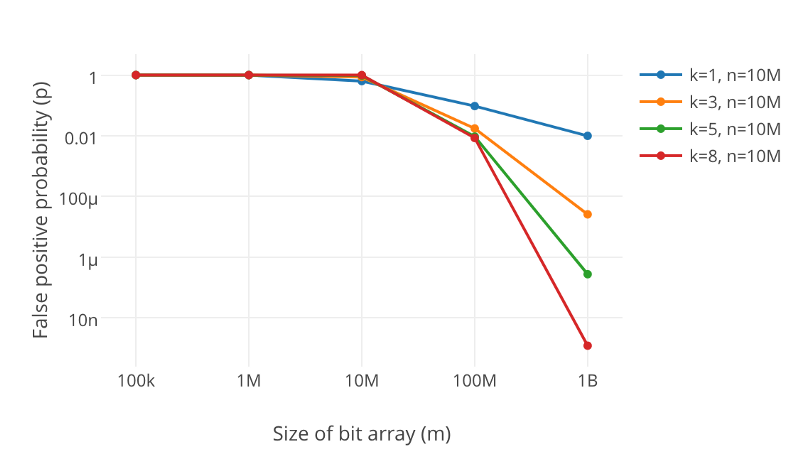 False positive probability (p)
1
0.01
100μ
1μ
10n
100k
1M
10M
100M
1B
Size of bit array (m)
k=1, n=10M
k=3, n=10M
k=5, n=10M
k=8, n=10M